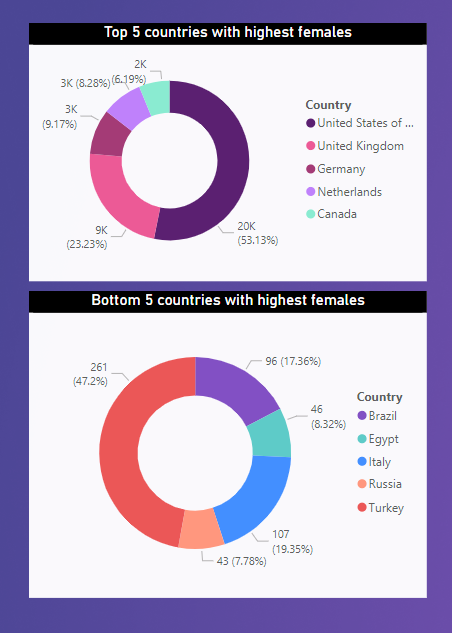 Top 5 countries with highest females
2K
(6.19%)
3K (8.28%)
3K
(9.17%)
9K
(23.23%)
20K
(53.13%)
Country
United States of ...
United Kingdom
Germany
Netherlands
Canada
Bottom 5 countries with highest females
261
(47.2%)
96 (17.36%)
46
(8.32%)
107
(19.35%)
43 (7.78%)
Country
Brazil
Egypt
Italy
Russia
Turkey